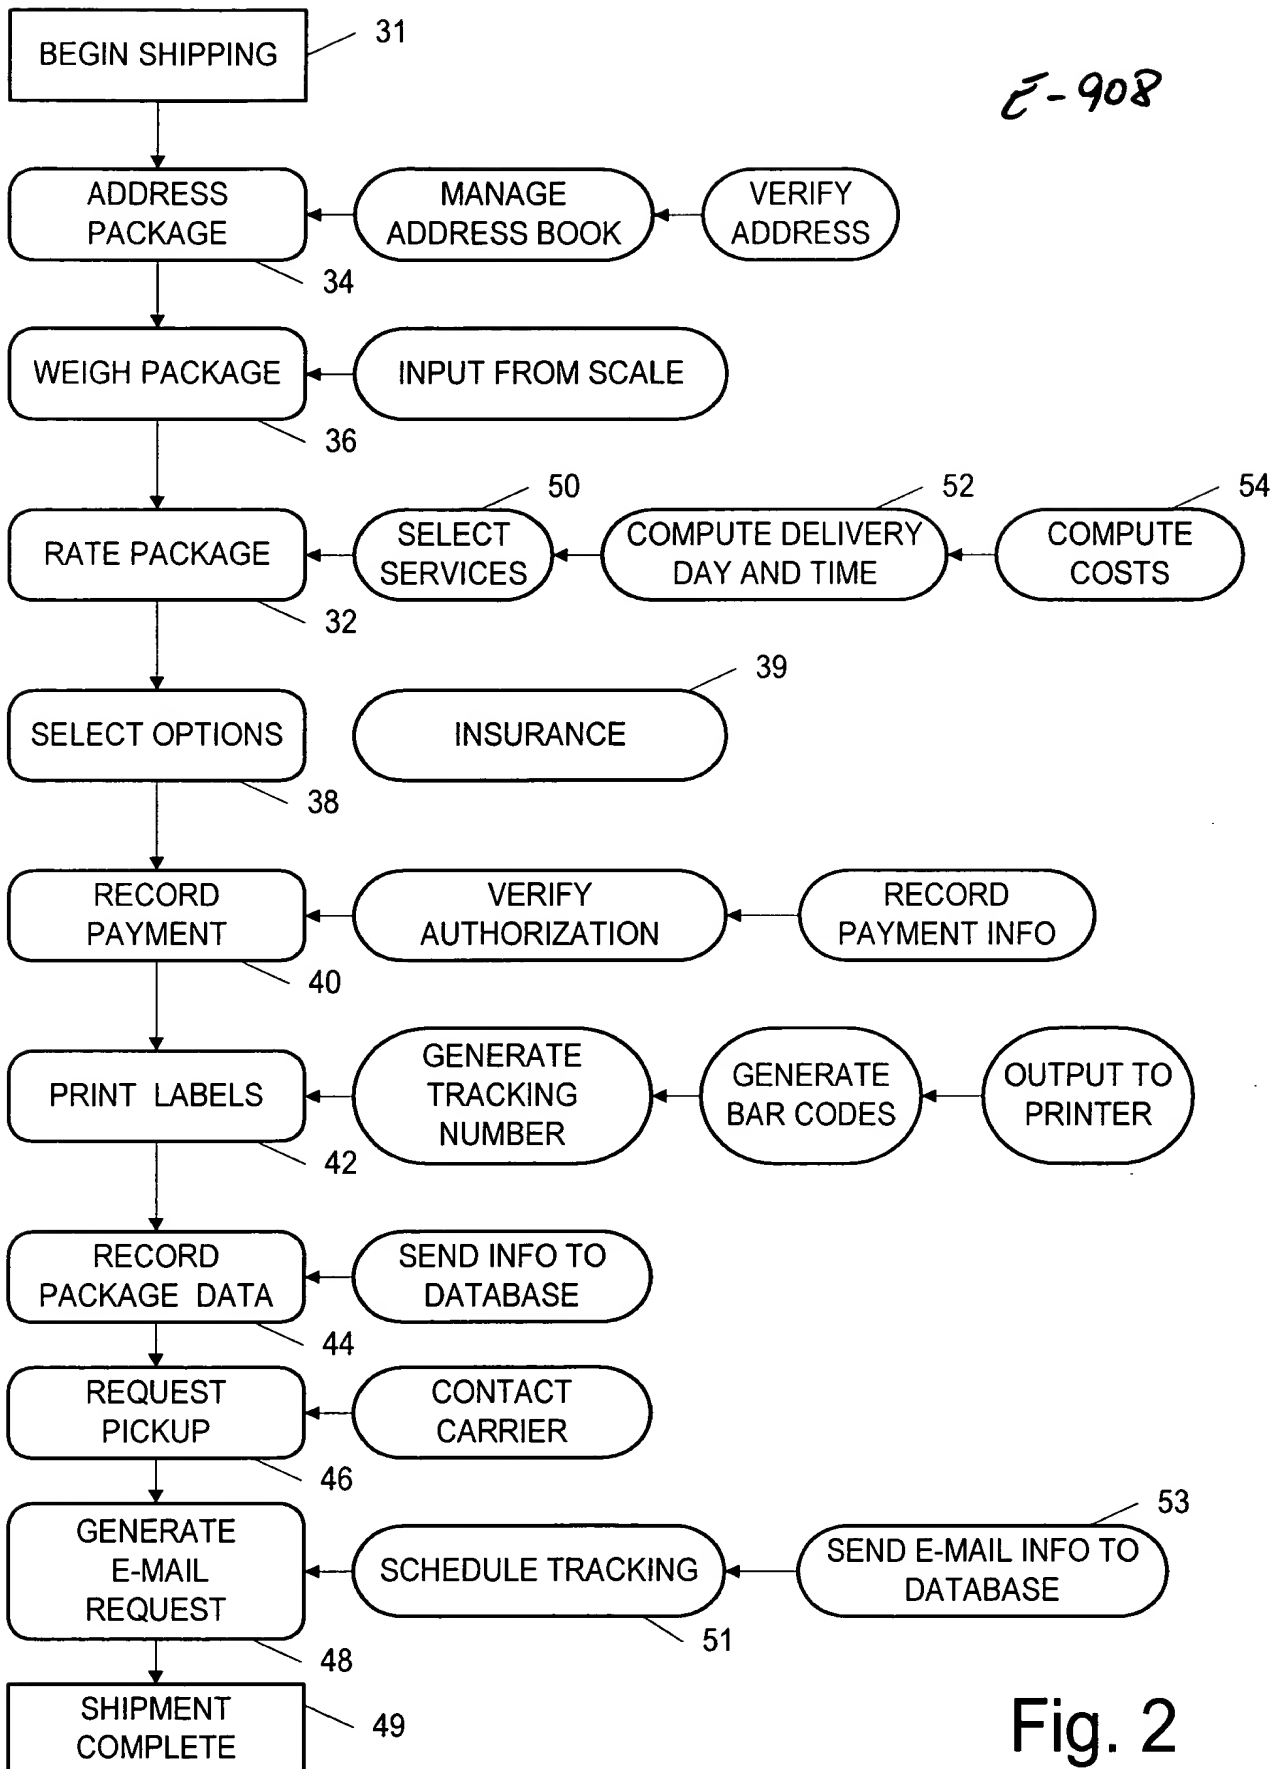 BEGIN SHIPPING
31
E-908
ADDRESS
PACKAGE
34
MANAGE
ADDRESS BOOK
VERIFY
ADDRESS
WEIGH PACKAGE
36
INPUT FROM SCALE
RATE PACKAGE
32
SELECT
SERVICES
50
COMPUTE DELIVERY
DAY AND TIME
52
COMPUTE
COSTS
54
SELECT OPTIONS
38
INSURANCE
39
RECORD
PAYMENT
40
VERIFY
AUTHORIZATION
RECORD
PAYMENT INFO
PRINT LABELS
42
GENERATE
TRACKING
NUMBER
GENERATE
BAR CODES
OUTPUT TO
PRINTER
RECORD
PACKAGE DATA
44
SEND INFO TO
DATABASE
REQUEST
PICKUP
46
CONTACT
CARRIER
GENERATE
E-MAIL
REQUEST
48
SCHEDULE TRACKING
51
SEND E-MAIL INFO TO
DATABASE
53
SHIPMENT
COMPLETE
49
Fig. 2